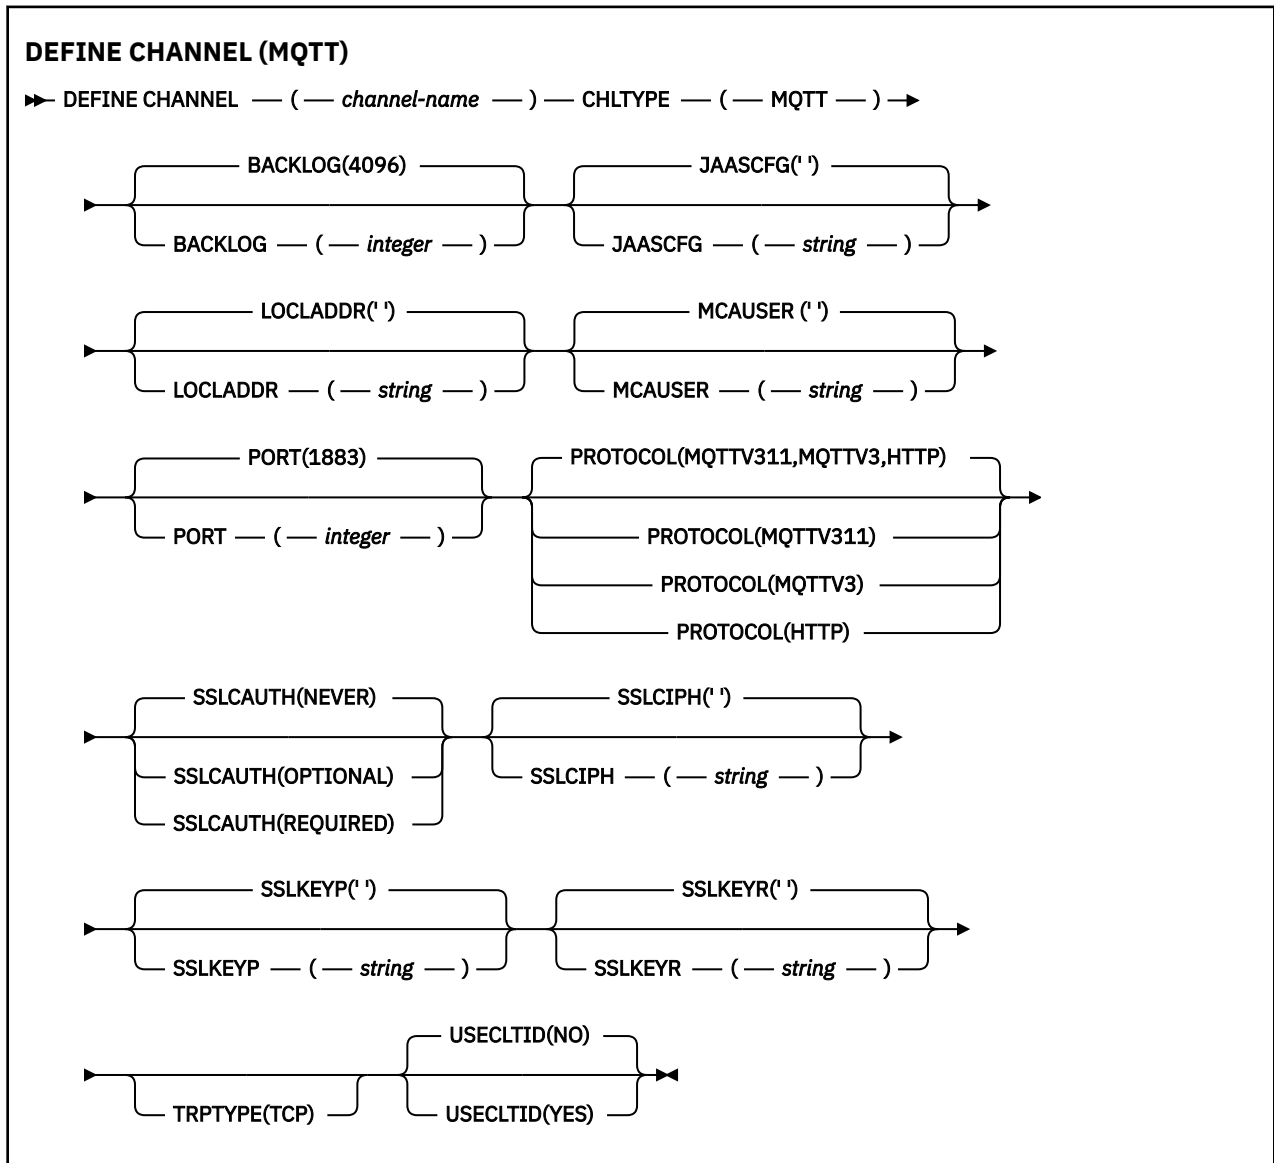 DEFINE CHANNEL (MQTT)
DEFINE CHANNEL ( channel-name ) CHLTYPE ( MQTT )
BACKLOG(4096) JAASCFG(' ')
BACKLOG ( integer ) JAASCFG ( string )
LOCLADDR(' ') MCAUSER (' ')
LOCLADDR ( string ) MCAUSER ( string )
PORT(1883) PROTOCOL(MQTTV311,MQTTV3,HTTP)
PORT ( integer ) PROTOCOL(MQTTV311)
PROTOCOL(MQTTV3)
PROTOCOL(HTTP)
SSLCAUTH(NEVER) SSLCIPH(' ')
SSLCAUTH(OPTIONAL) SSLCIPH ( string )
SSLCAUTH(REQUIRED)
SSLKEYP(' ') SSLKEYR(' ')
SSLKEYP ( string ) SSLKEYR ( string )
USECLTID(NO)
TRPTYPE(TCP) USECLTID(YES)